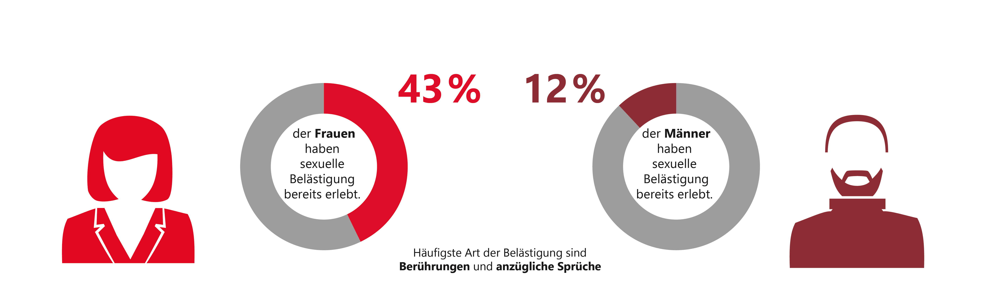 43 %
der Frauen
haben
sexuelle
Belästigung
bereits erlebt.
12 %
der Männer
haben
sexuelle
Belästigung
bereits erlebt.
Häufigste Art der Belästigung sind
Berührungen und anzügliche Sprüche